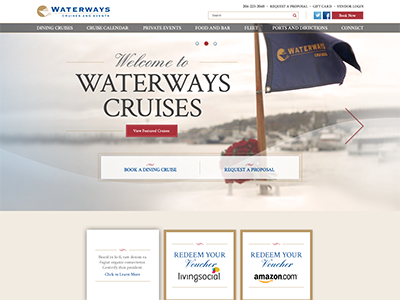 WATERWAYS
CRUISES AND EVENTS
206-223-2060 • REQUEST A PROPOSAL • GIFT CARD • VENDOR LOGIN
Search
Book Now
DINING CRUISES
CRUISE CALENDAR
PRIVATE EVENTS
FOOD AND BAR
FLEET
PORTS AND DIRECTIONS
CONNECT
Welcome to
WATERWAYS
CRUISES
View Featured Cruises
WATERWAYS
BOOK A DINING CRUISE
REQUEST A PROPOSAL
Click to Learn More
REDEEM YOUR
Voucher
livingsocial
REDEEM YOUR
Voucher
amazon.com